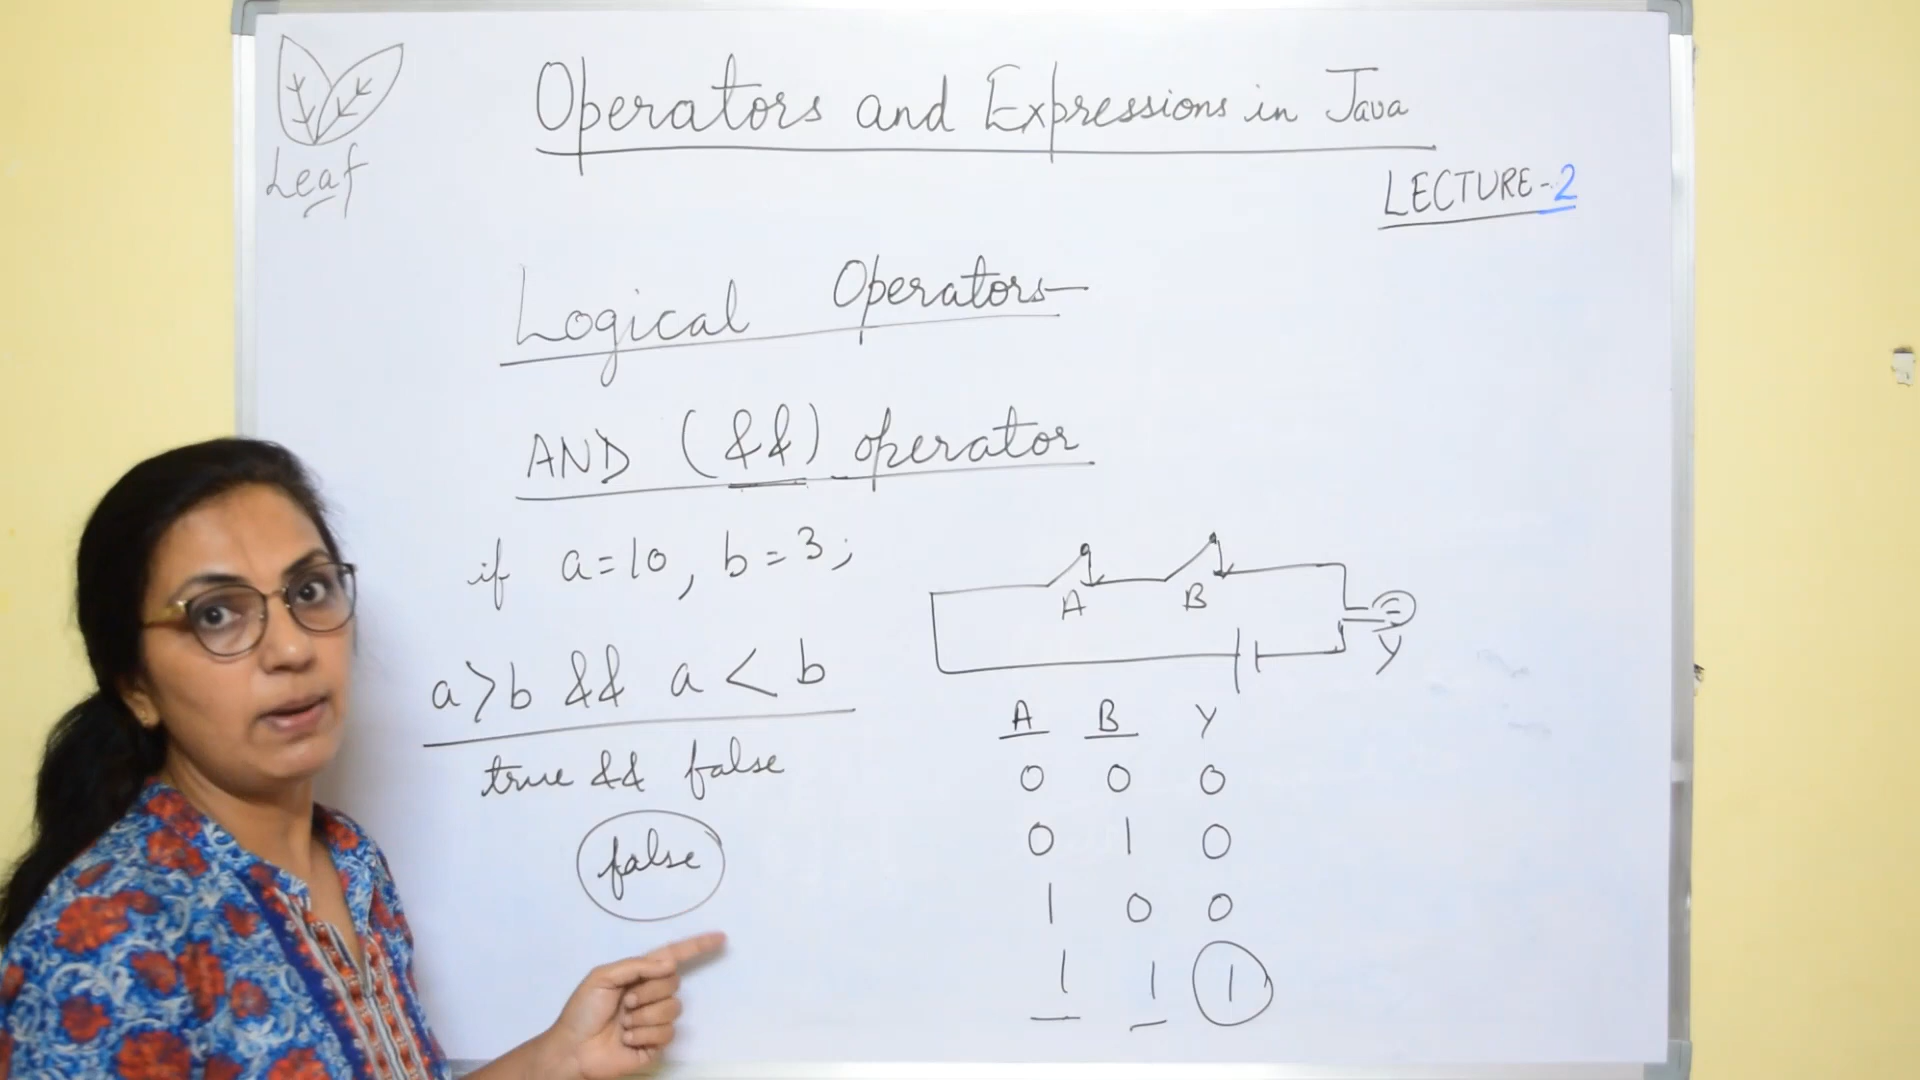 Leaf
Operators and Expressions in Java
LECTURE-2
Logical Operators-
AND (&&) operator
if a=10, b=3;
a>b && a<b
true && false
false
A B
Y
A B Y
0 0 0
0 1 0
1 0 0
1 1 1